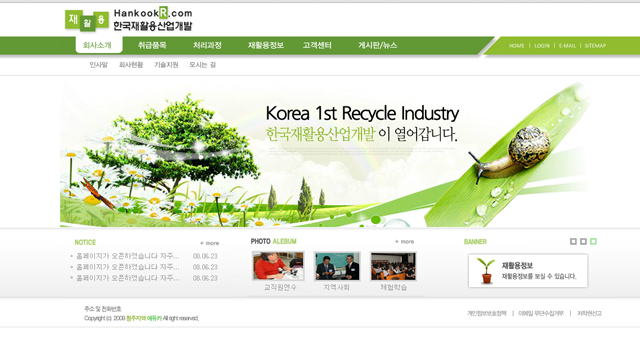 재 활 용 HankookR.com
한국재활용산업개발
회사소개 취급품목 처리과정 재활용정보 고객센터 게시판/뉴스 HOME | LOGIN | E-MAIL | SITEMAP
인사말 회사현황 기술지원 오시는 길
Korea 1st Recycle Industry
한국재활용산업개발 이 열어갑니다.
NOTICE + more
홈페이지가 오픈하였습니다 자주... 08.06.23
홈페이지가 오픈하였습니다 자주... 08.06.23
홈페이지가 오픈하였습니다 자주... 08.06.23
PHOTO ALEBUM + more
교직원연수 지역사회 체험학습
BANNER
재활용정보
재활용정보를 보실 수 있습니다.
주소 및 전화번호
Copyright (c) 2009 청주지역 에듀키 All right reserved.
개인정보보호정책 | 이메일 무단수집거부 | 저작권신고